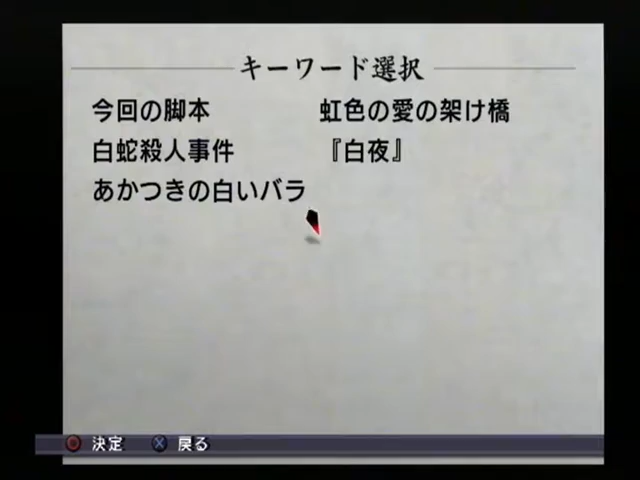 キーワード選択
今回の脚本 虹色の愛の架け橋
白蛇殺人事件 『白夜』
あかつきの白いバラ
決定 戻る